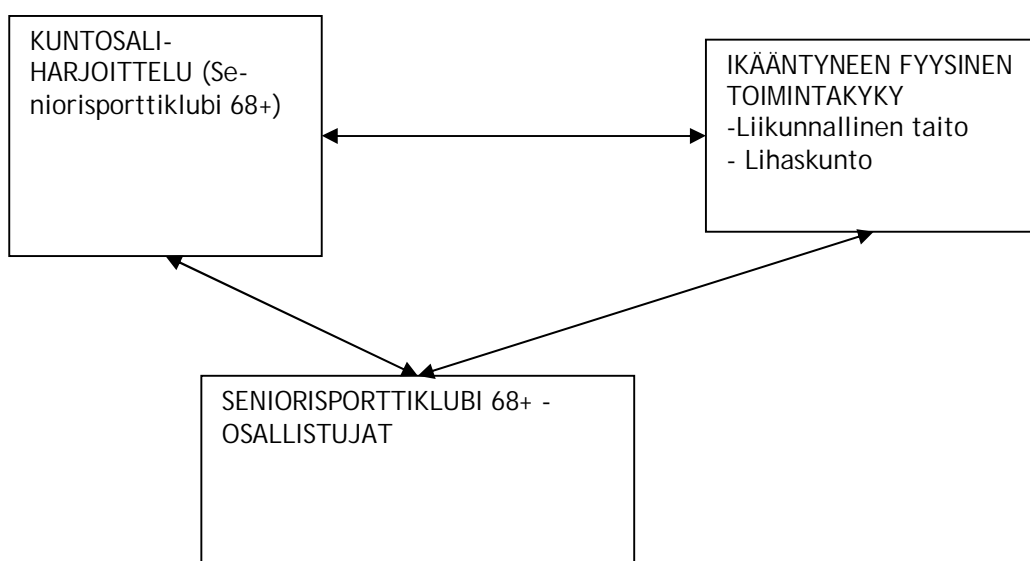 KUNTOSALI-
HARJOITTELU (Se-
niorisporttiklubi 68+)
IKÄÄNTYNEEN FYYSINEN
TOIMINTAKYKY
-Liikunnallinen taito
- Lihaskunto
SENIORISPORTTIKLUBI 68+ -
OSALLISTUJAT